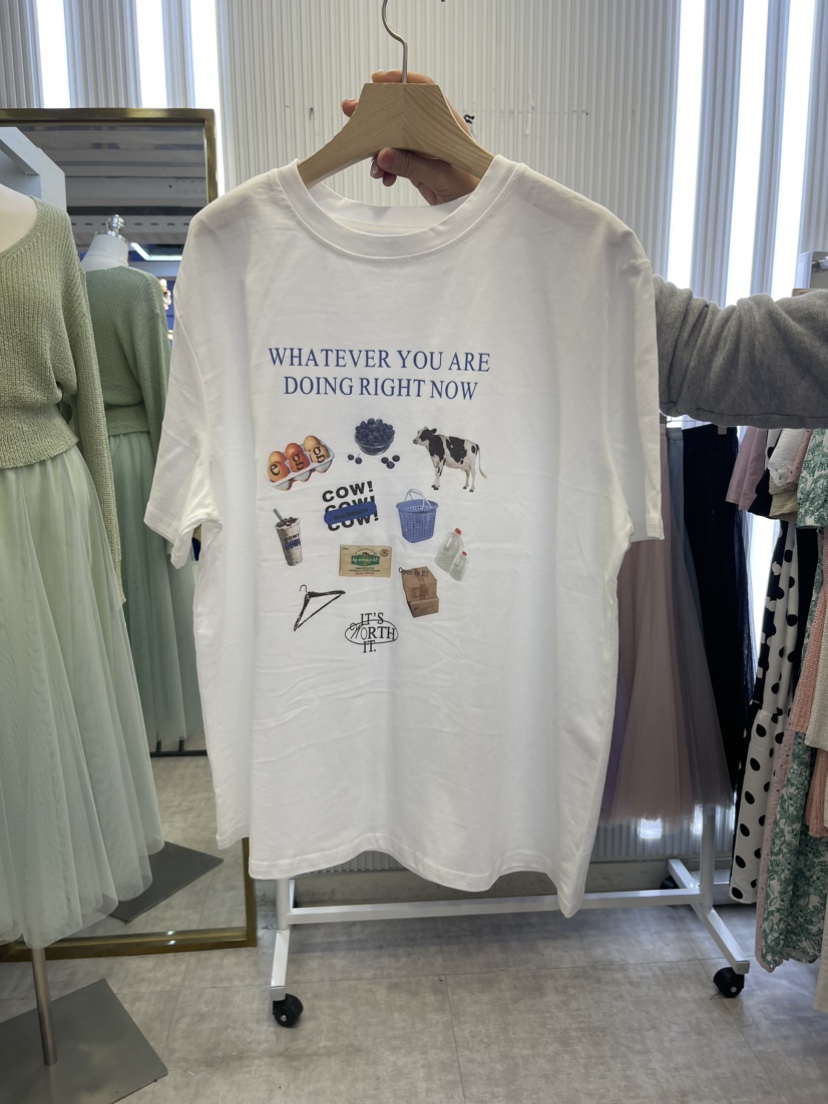 WHATEVER YOU ARE
DOING RIGHT NOW
egg
COW!
COW!
COW!
IT'S
WORTH
IT.